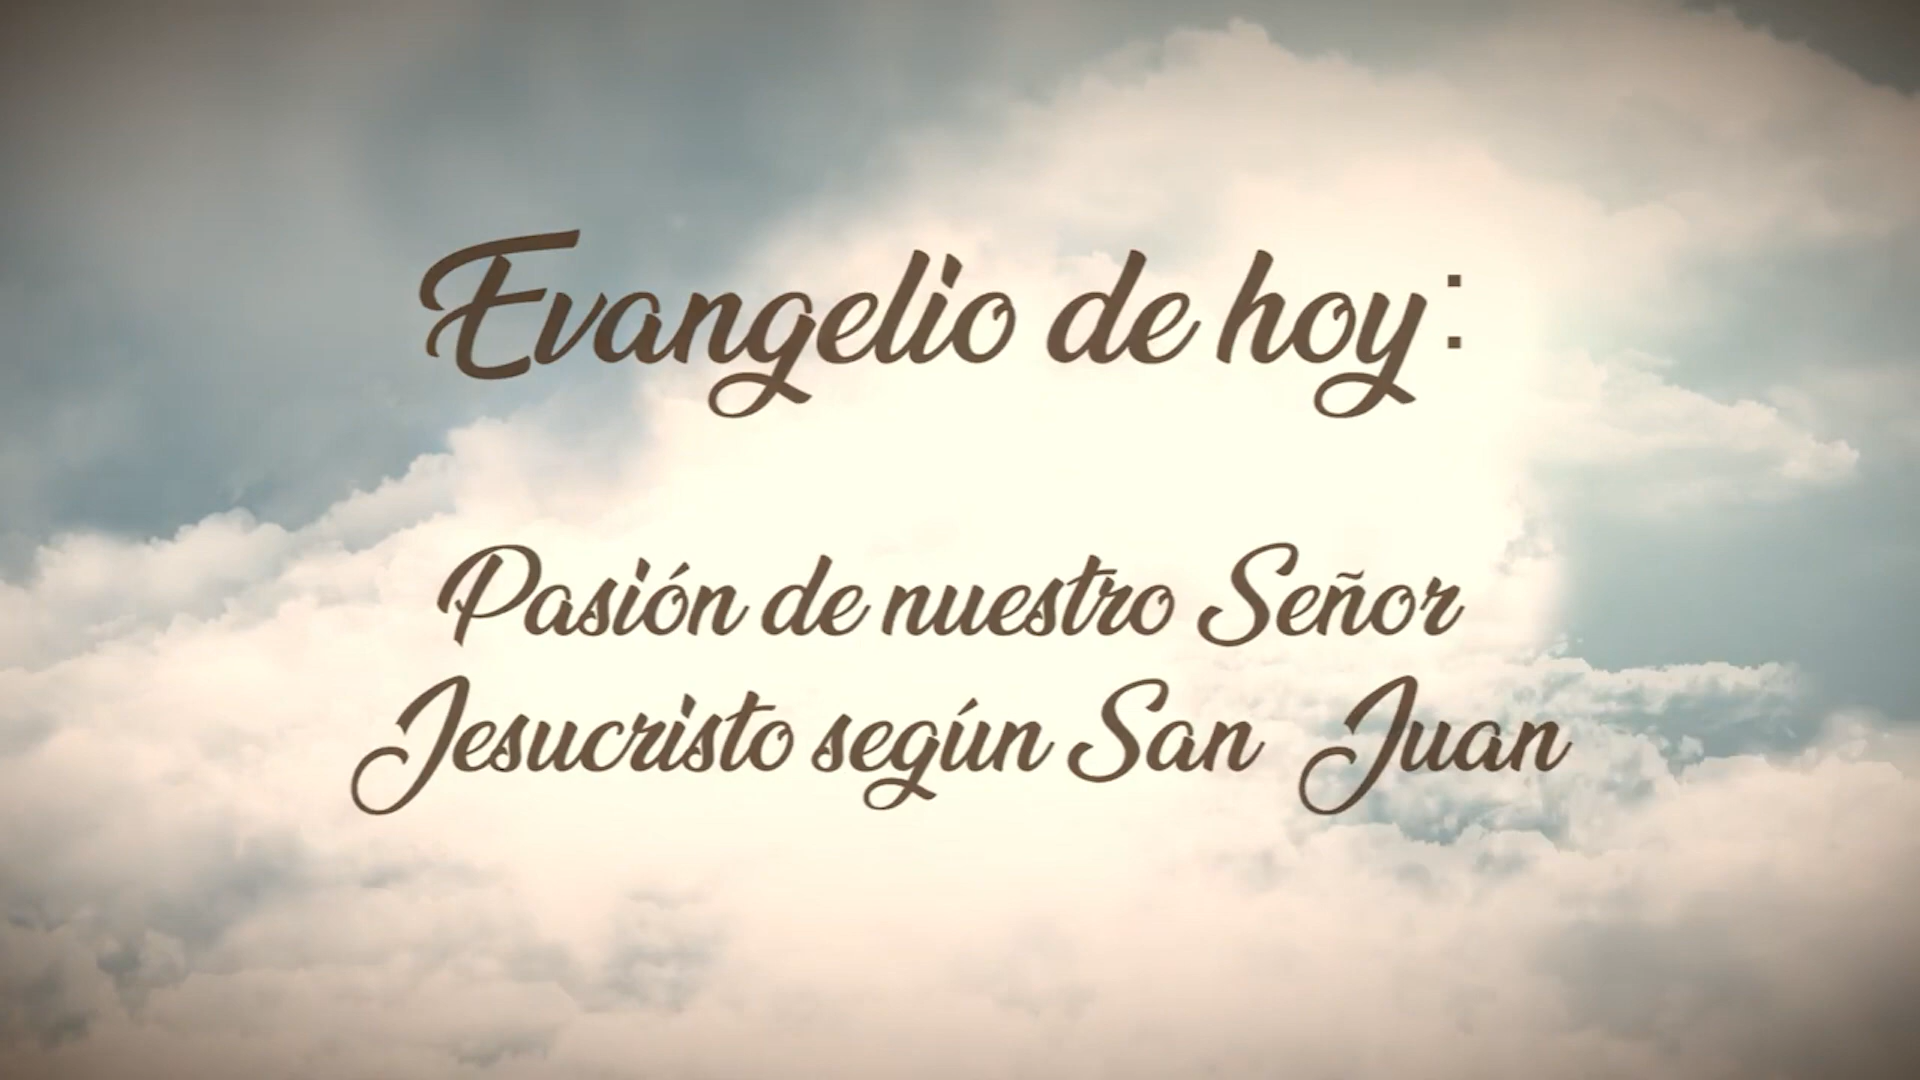 Evangelio de hoy:
Pasión de nuestro Señor
Jesucristo según San Juan